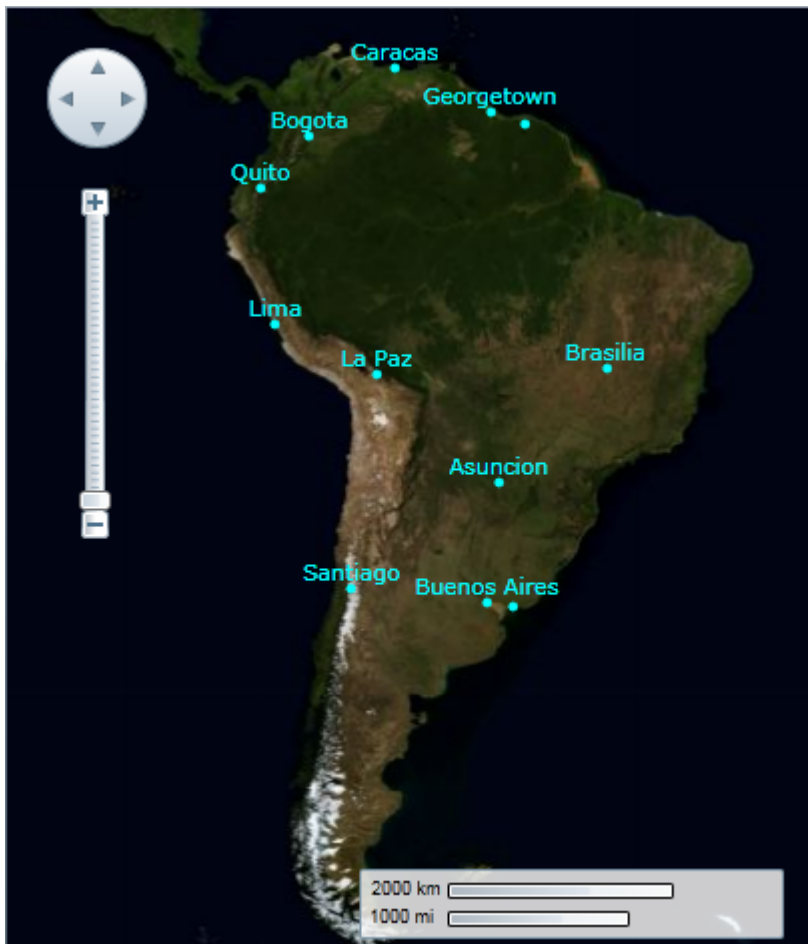 Caracas
Georgetown
Bogota
Quito
Lima
La Paz
Brasilia
Asuncion
Santiago
Buenos Aires
2000 km
1000 mi